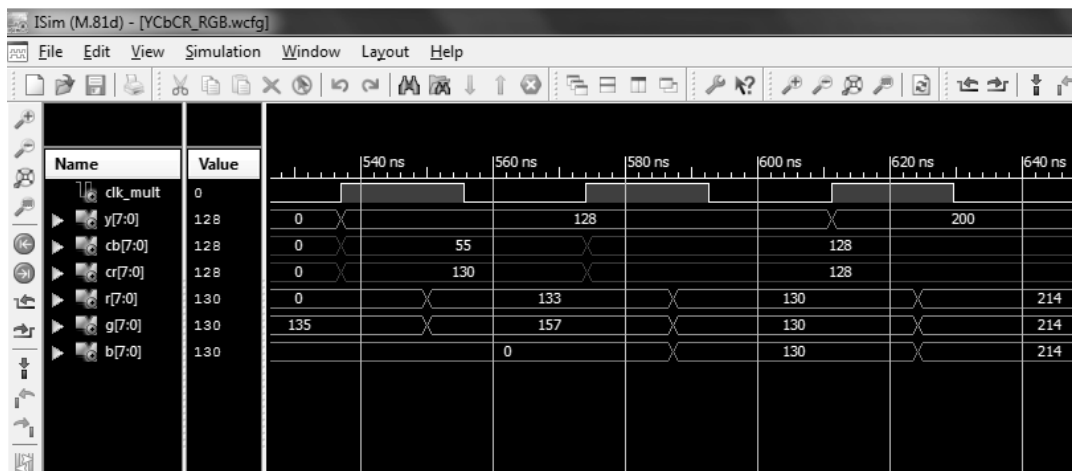 ISim (M.81d) - [YCbCR_RGB.wcfg]
File Edit View Simulation Window Layout Help
Name Value 540 ns 560 ns 580 ns 600 ns 620 ns 640 ns
clk_mult 0
y[7:0] 128 0 128 200
cb[7:0] 128 0 55 128
cr[7:0] 128 0 130 128
r[7:0] 130 0 133 130 214
g[7:0] 130 135 157 130 214
b[7:0] 130 0 130 214